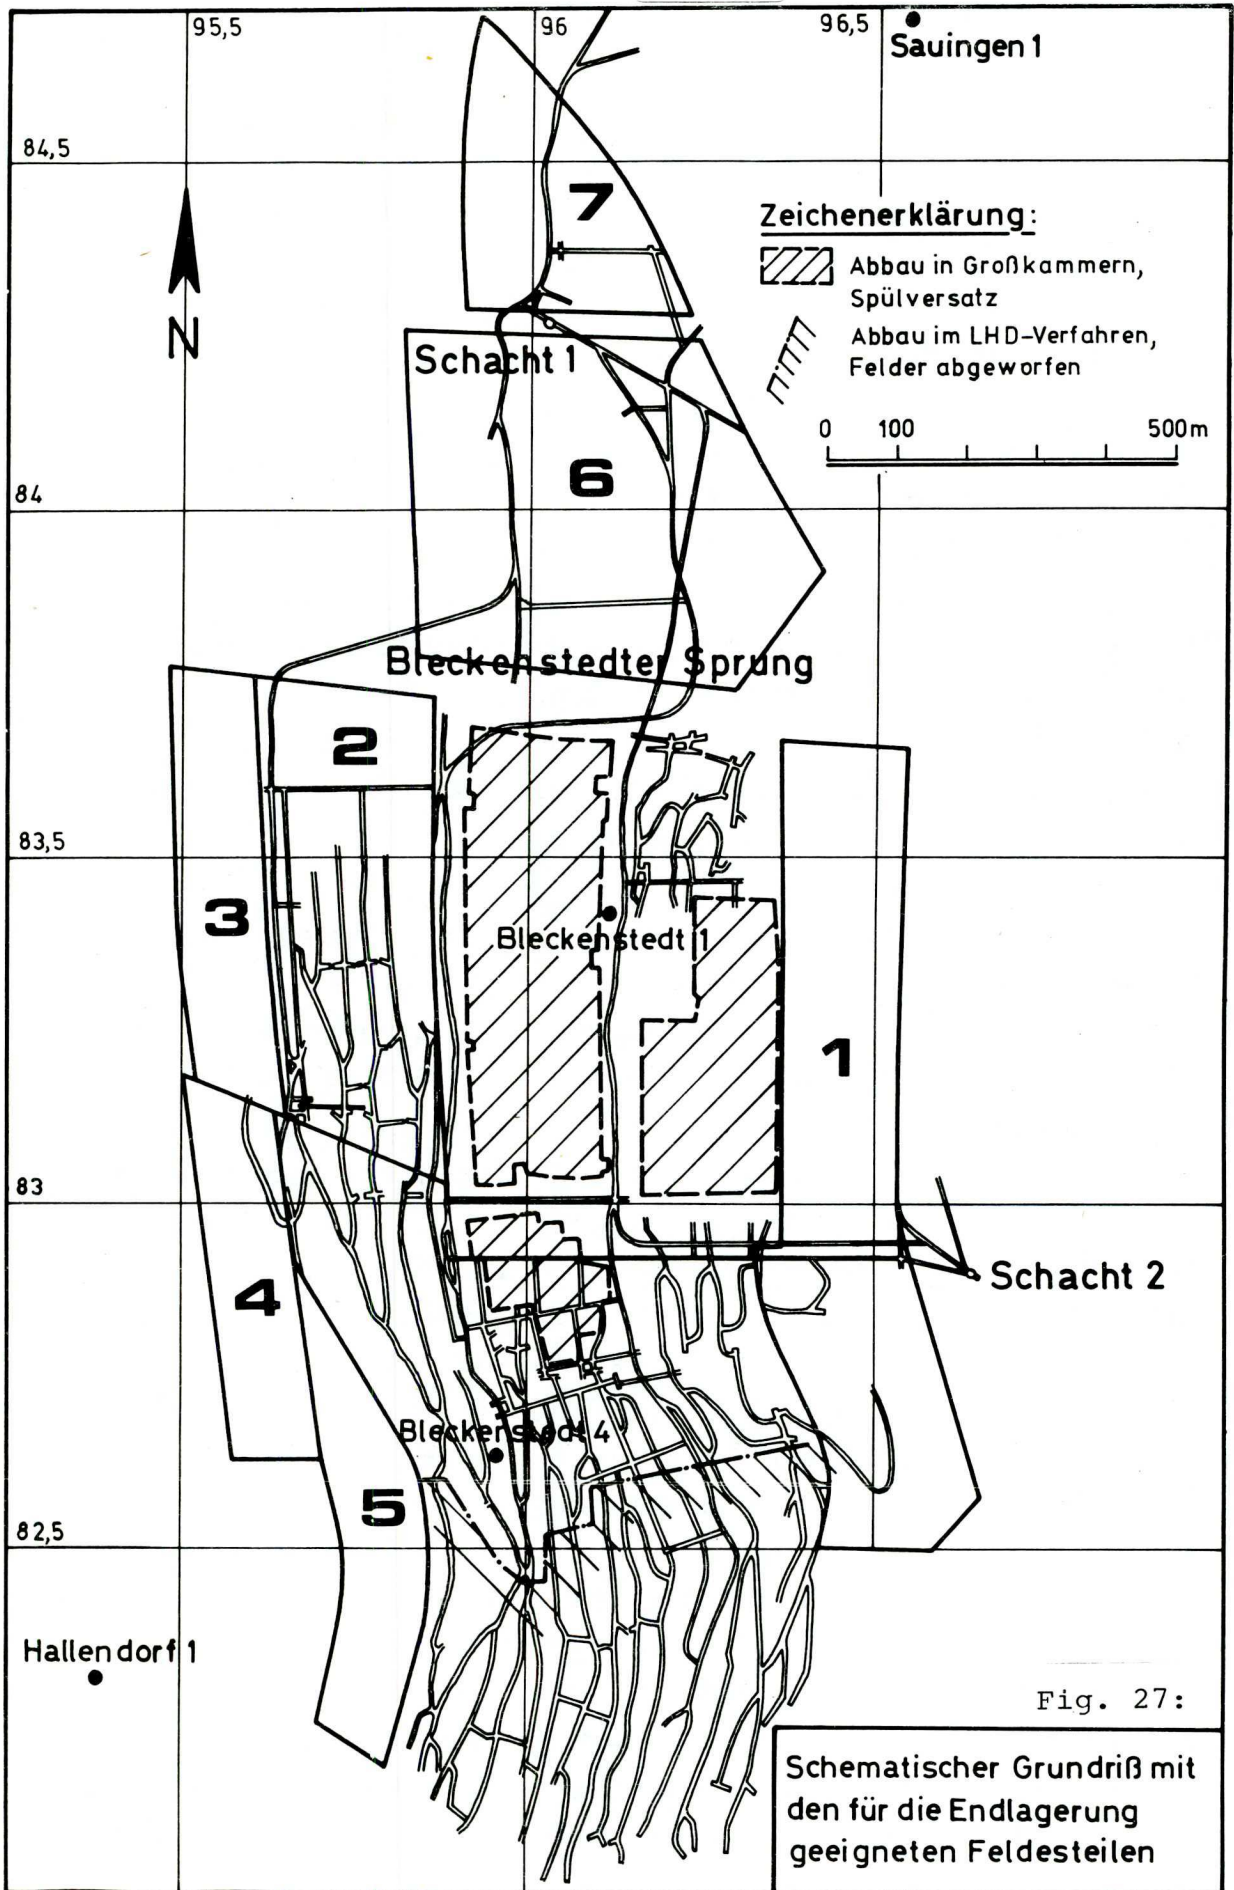 95,5
96
96,5
Sauingen 1
84,5
7
Zeichenerklärung:
Abbau in Großkammern,
Spülversatz
Abbau im LHD-Verfahren,
Felder abgeworfen
N
Schacht 1
0 100 500m
6
84
Bleckenstedter Sprung
2
83,5
3
Bleckenstedt 1
1
83
Schacht 2
4
Bleckenstedt 4
5
82,5
Hallendorf 1
Fig. 27:
Schematischer Grundriß mit
den für die Endlagerung
geeigneten Feldesteilen